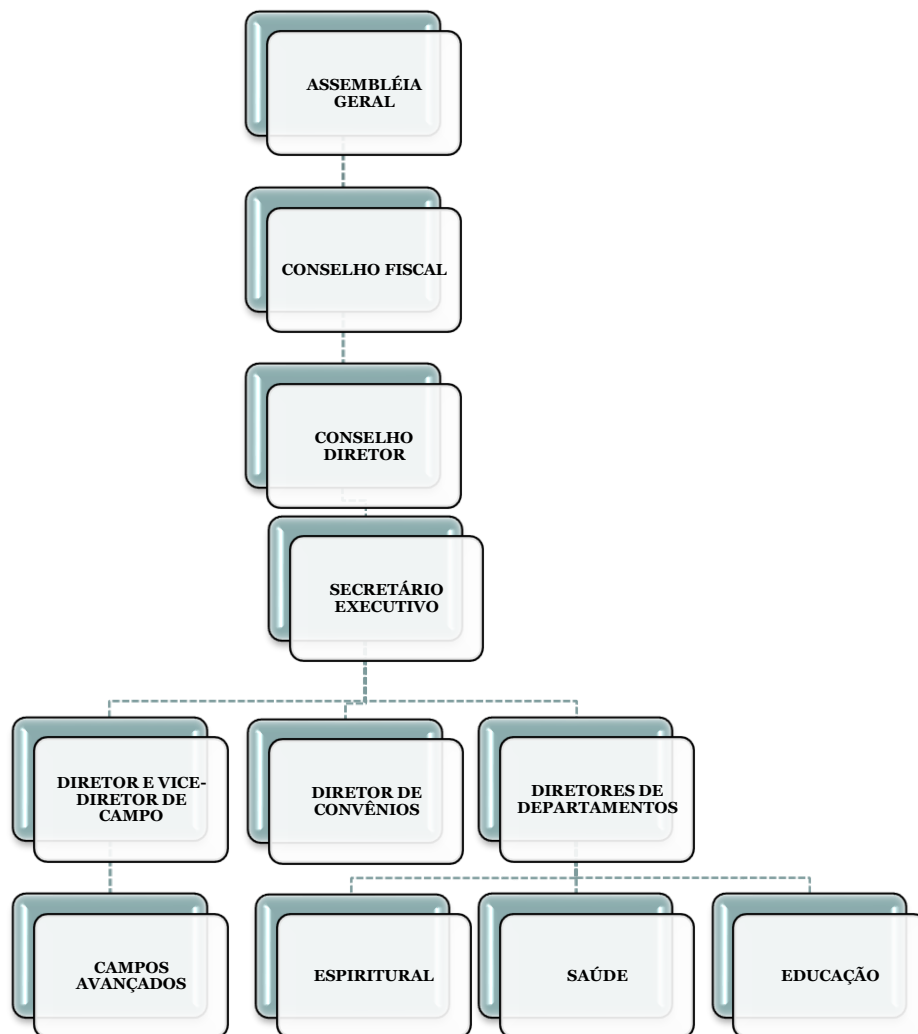 ASSEMBLÉIA
GERAL
CONSELHO FISCAL
CONSELHO
DIRETOR
SECRETÁRIO
EXECUTIVO
DIRETOR E VICE-
DIRETOR DE
CAMPO
DIRETOR DE
CONVÊNIOS
DIRETORES DE
DEPARTAMENTOS
CAMPOS
AVANÇADOS
ESPIRITURAL
SAÚDE
EDUCAÇÃO